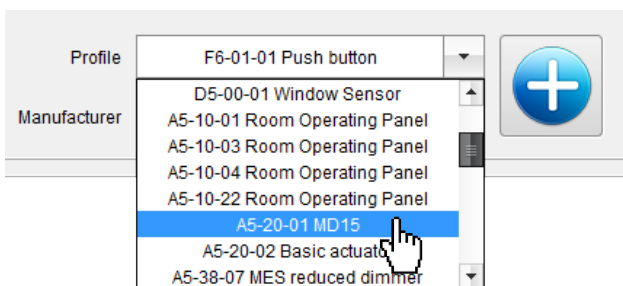 Profile
F6-01-01 Push button
Manufacturer
D5-00-01 Window Sensor
A5-10-01 Room Operating Panel
A5-10-03 Room Operating Panel
A5-10-04 Room Operating Panel
A5-10-22 Room Operating Panel
A5-20-01 MD15
A5-20-02 Basic actuato
A5-38-07 MES reduced dimmer